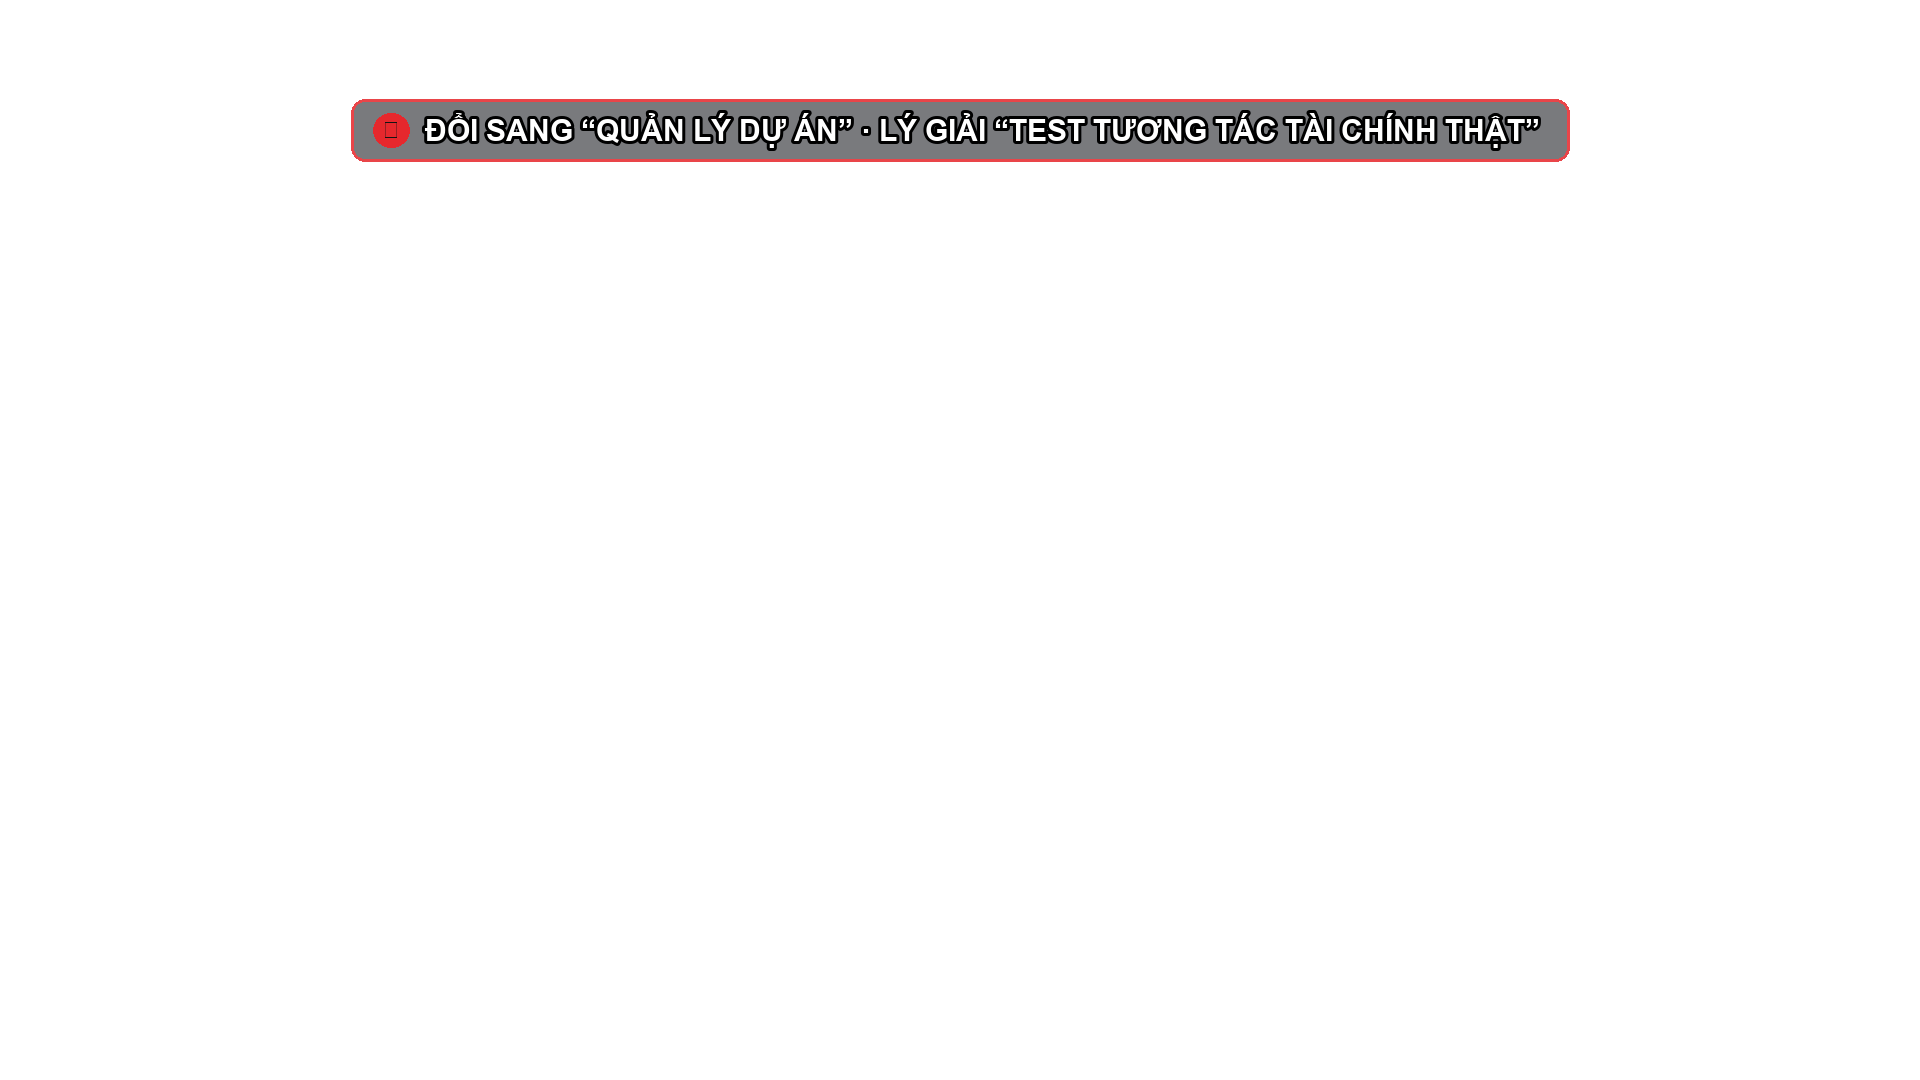 ĐỔI SANG “QUẢN LÝ DỰ ÁN” · LÝ GIẢI “TEST TƯƠNG TÁC TÀI CHÍNH THẬT”